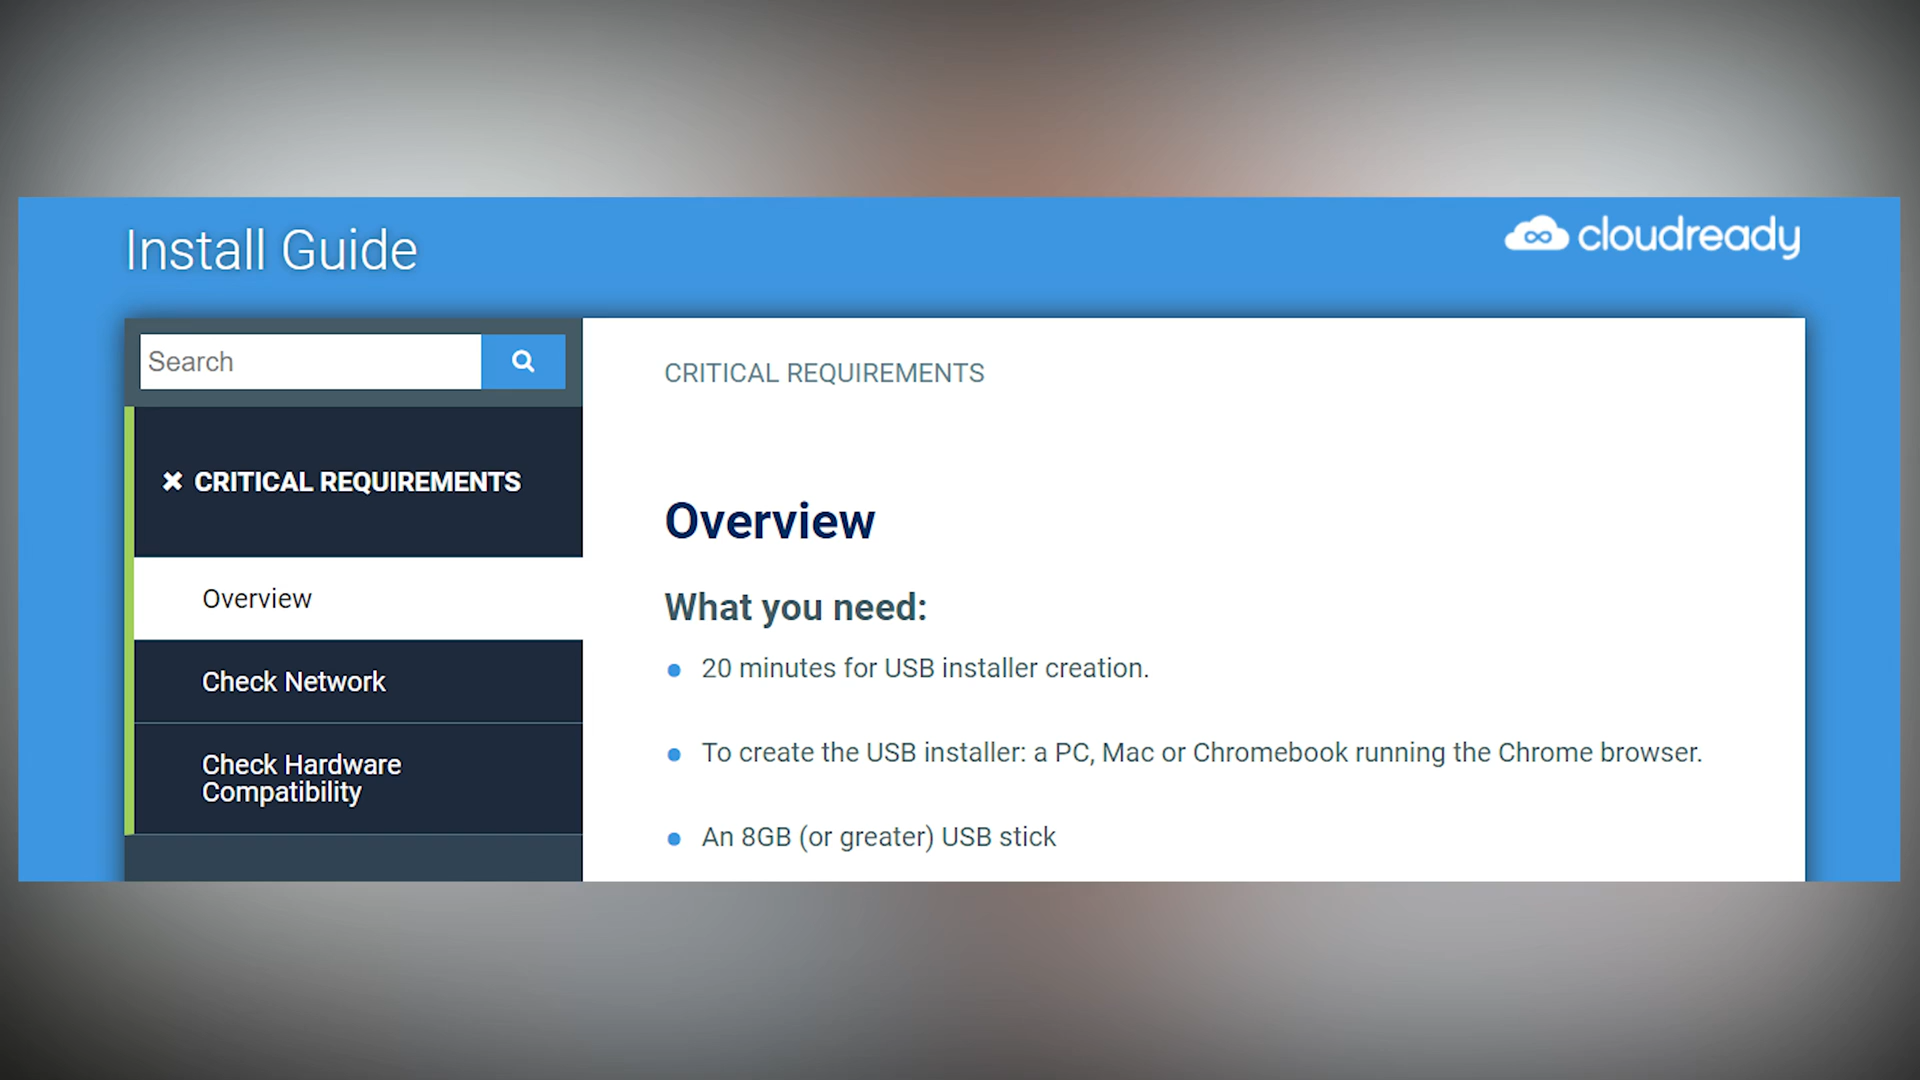 Install Guide
cloudready
Search
CRITICAL REQUIREMENTS
Overview
Check Network
Check Hardware
Compatibility
CRITICAL REQUIREMENTS
Overview
What you need:
20 minutes for USB installer creation.
To create the USB installer: a PC, Mac or Chromebook running the Chrome browser.
An 8GB (or greater) USB stick